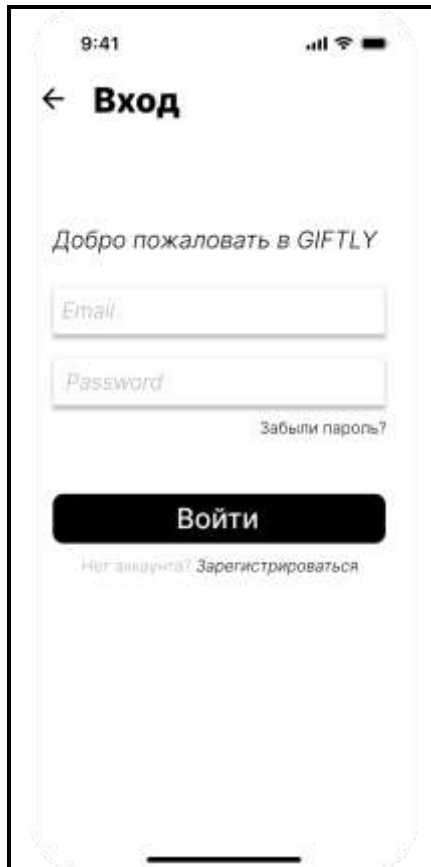 9:41
Вход
Добро пожаловать в GIFTLY
Email
Password
Забыли пароль?
Войти
Нет аккаунта? Зарегистрироваться